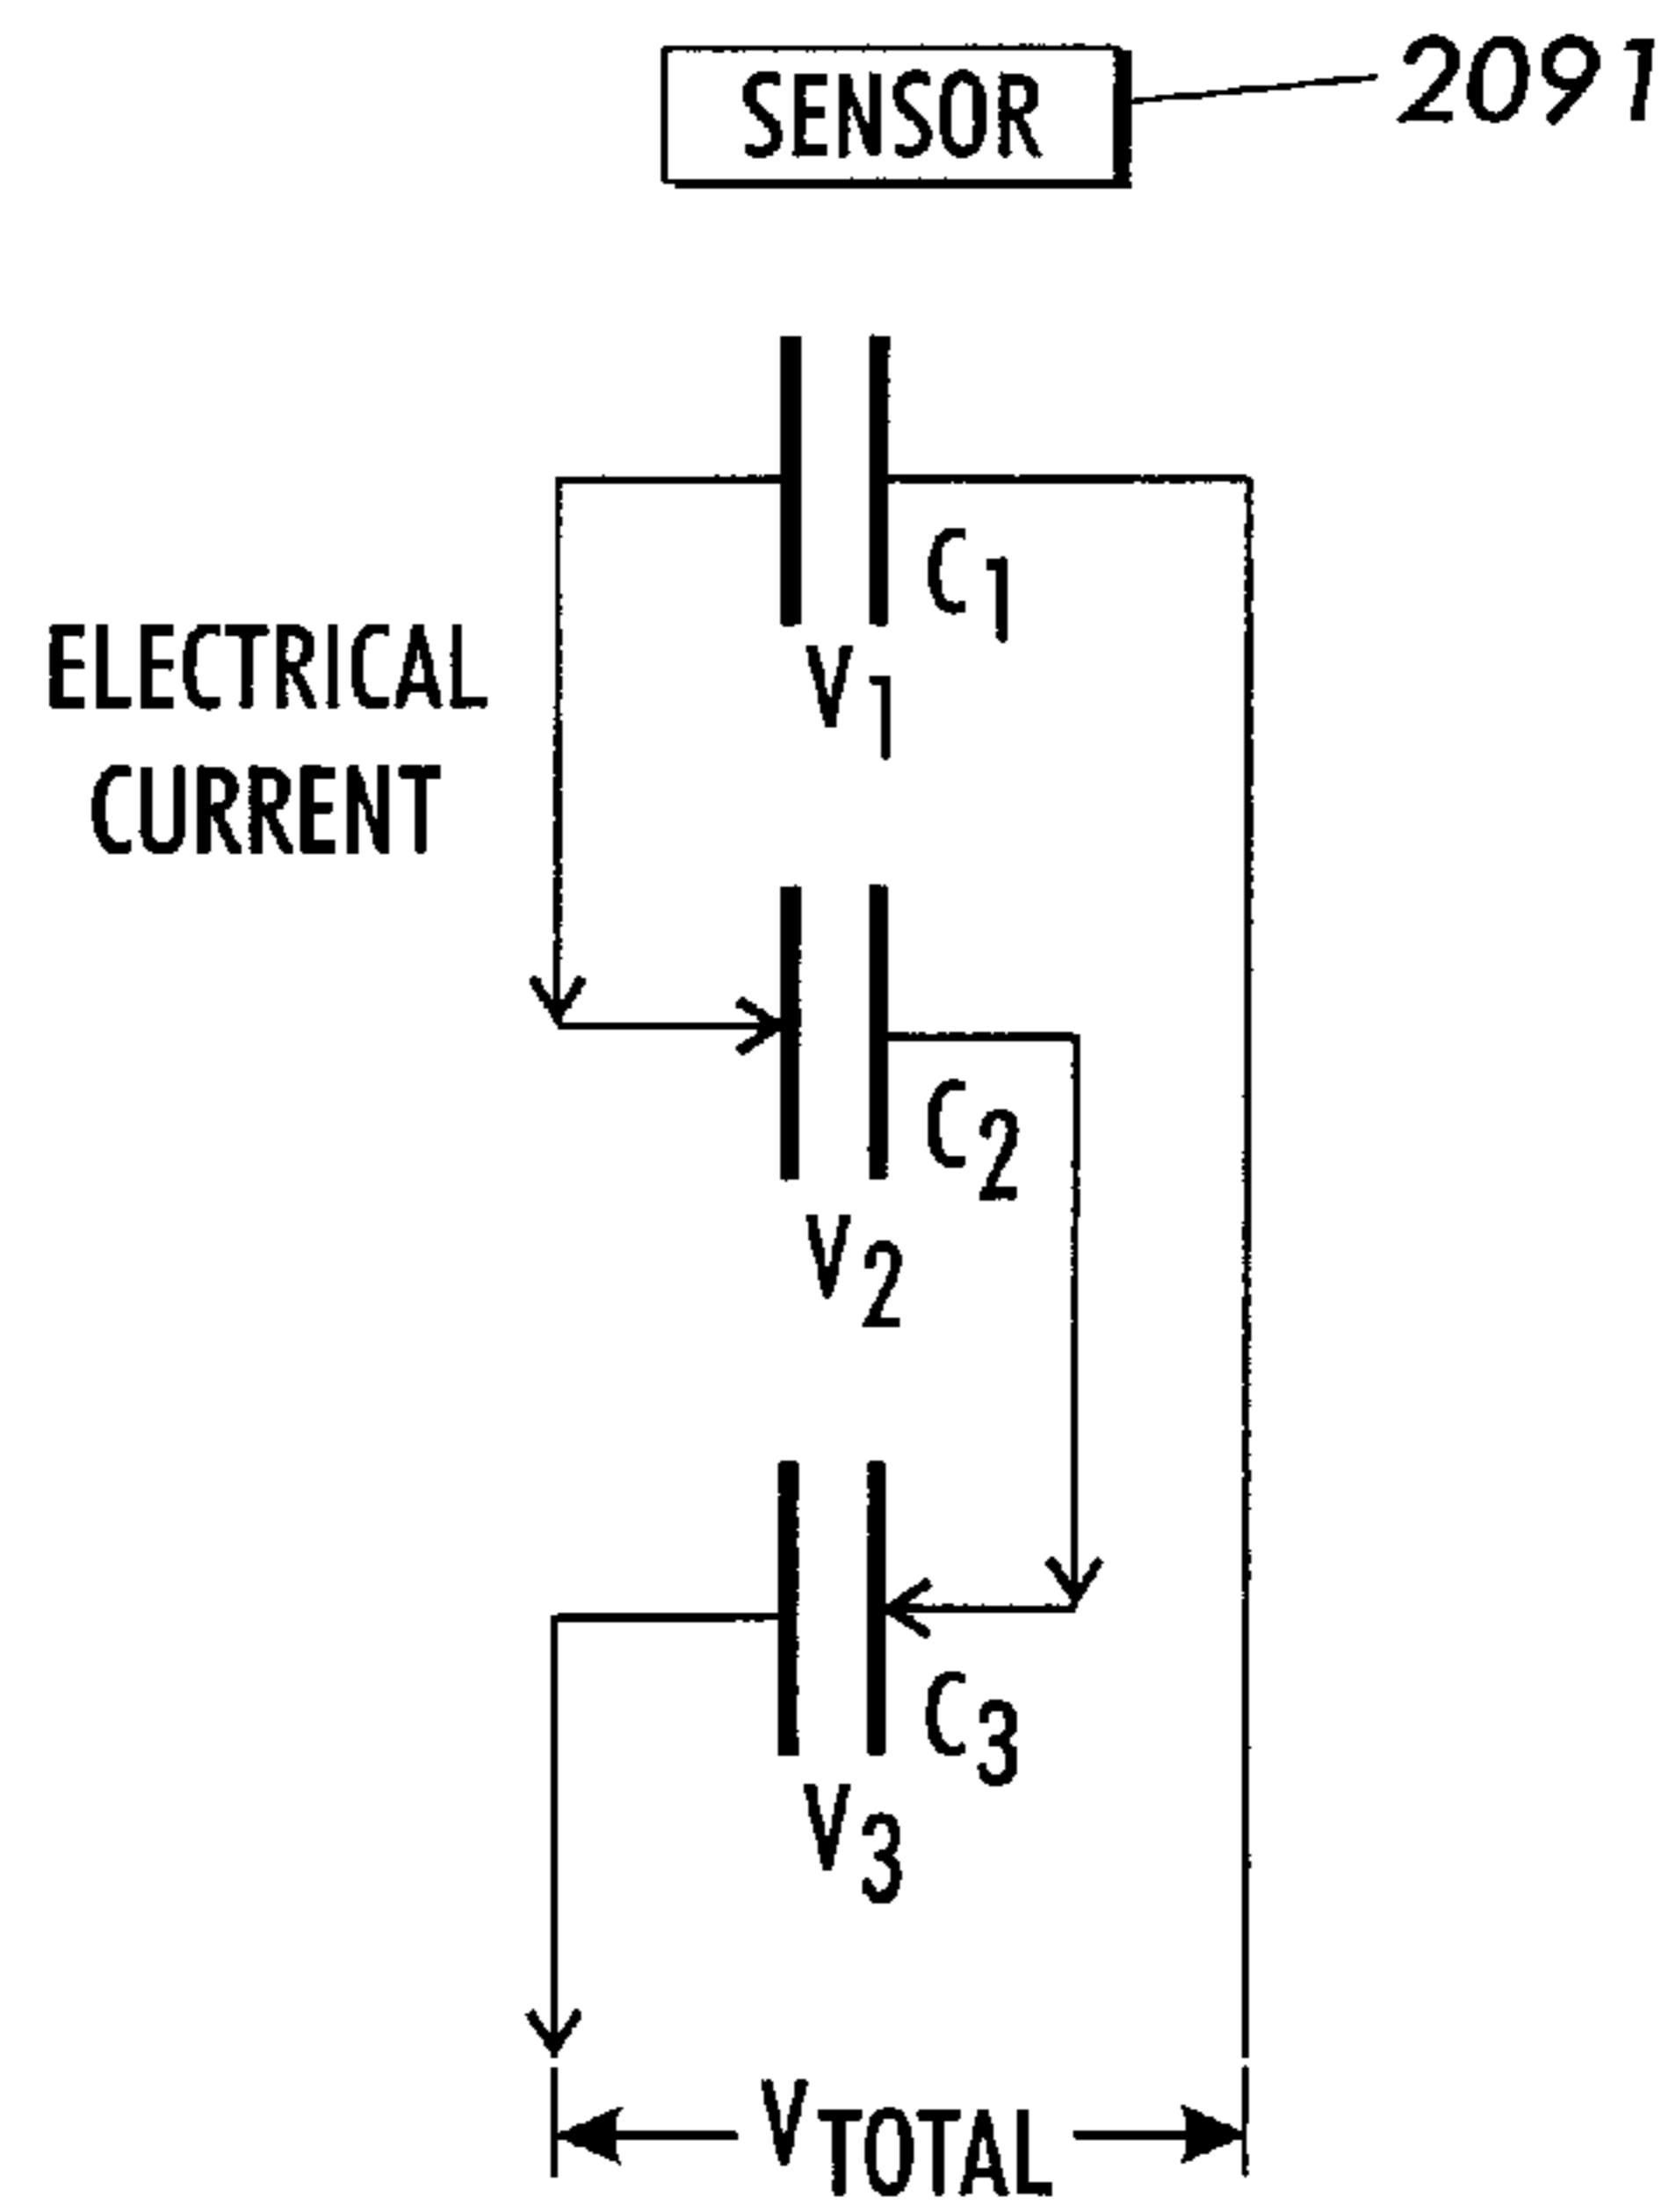 SENSOR 2091
C1
V1
ELECTRICAL
CURRENT
C2
V2
C3
V3
VTOTAL